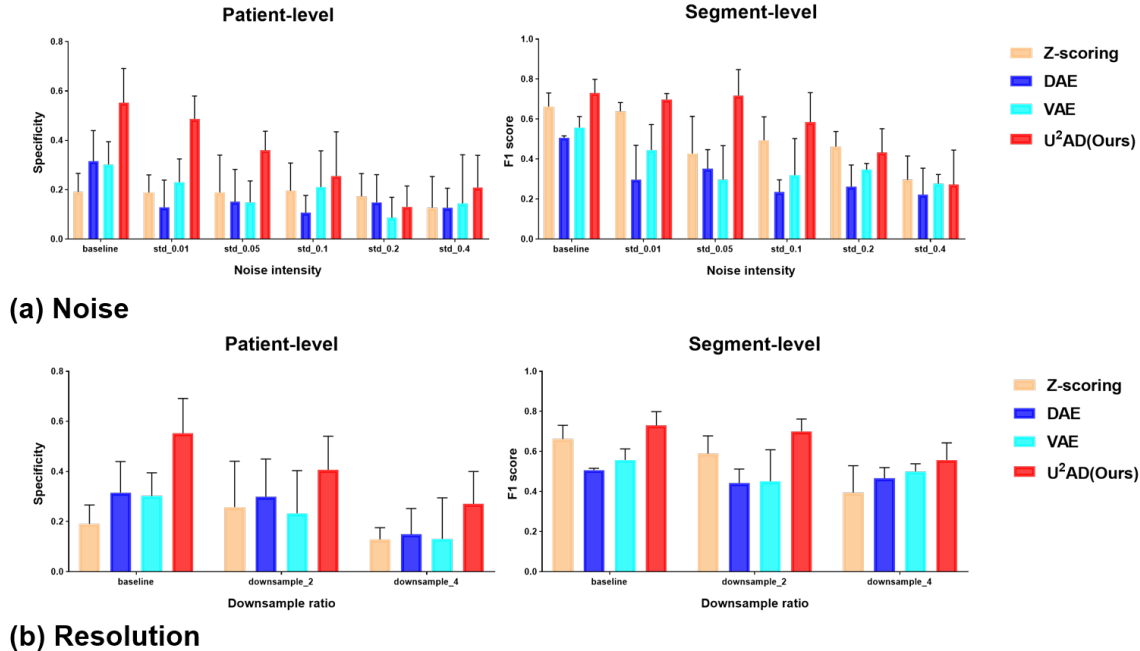 Patient-level
Segment-level
0.8
0.6
0.4
0.2
0.0
Specificity
baseline
std_0.01
std_0.05
std_0.1
std_0.2
std_0.4
Noise intensity
1.0
0.8
0.6
0.4
0.2
0.0
F1 score
baseline
std_0.01
std_0.05
std_0.1
std_0.2
std_0.4
Noise intensity
Z-scoring
DAE
VAE
U²AD(Ours)
(a) Noise
Patient-level
Segment-level
0.8
0.6
0.4
0.2
0.0
Specificity
baseline
downsample_2
downsample_4
Downsample ratio
1.0
0.8
0.6
0.4
0.2
0.0
F1 score
baseline
downsample_2
downsample_4
Downsample ratio
Z-scoring
DAE
VAE
U²AD(Ours)
(b) Resolution